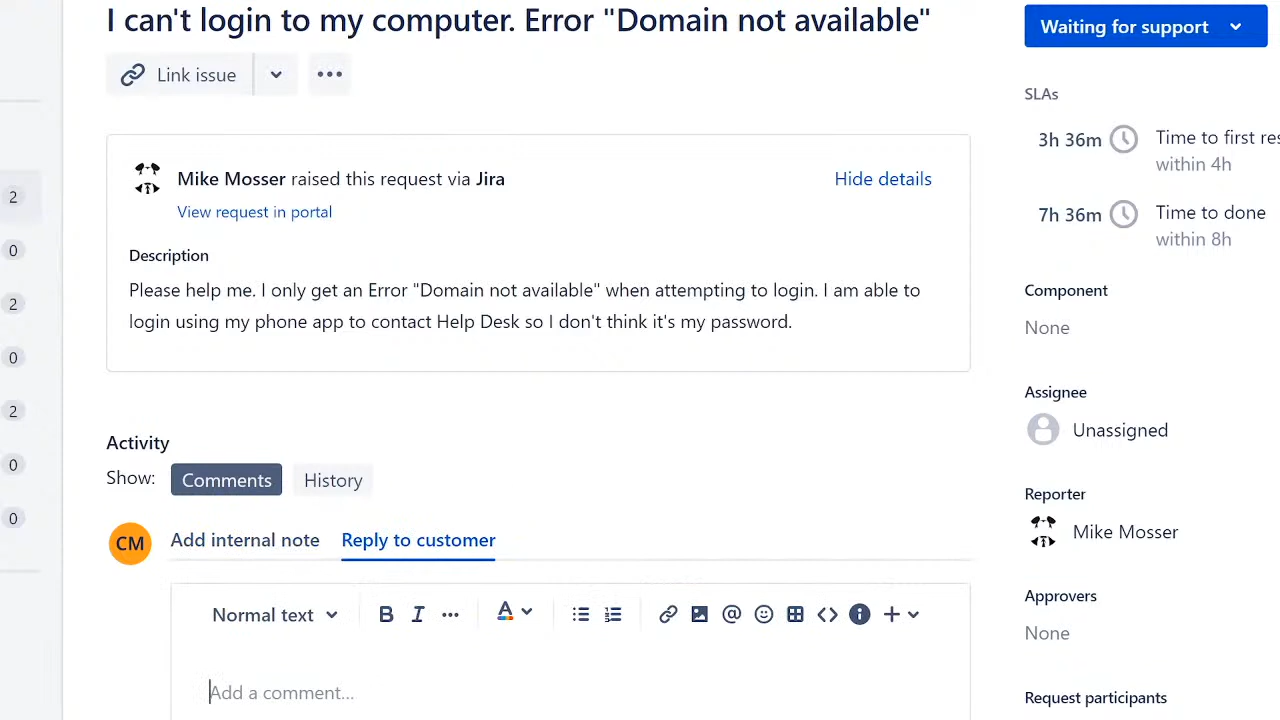 I can't login to my computer. Error "Domain not available"
Waiting for support
Link issue
SLAs
3h 36m Time to first res
within 4h
Mike Mosser raised this request via Jira
Hide details
View request in portal
7h 36m Time to done
within 8h
Description
Please help me. I only get an Error "Domain not available" when attempting to login. I am able to
login using my phone app to contact Help Desk so I don't think it's my password.
Component
None
Assignee
Unassigned
Activity
Show: Comments History
Reporter
Mike Mosser
CM Add internal note Reply to customer
Approvers
None
Normal text B I A @
Add a comment...
Request participants
2
0
2
0
2
0
0